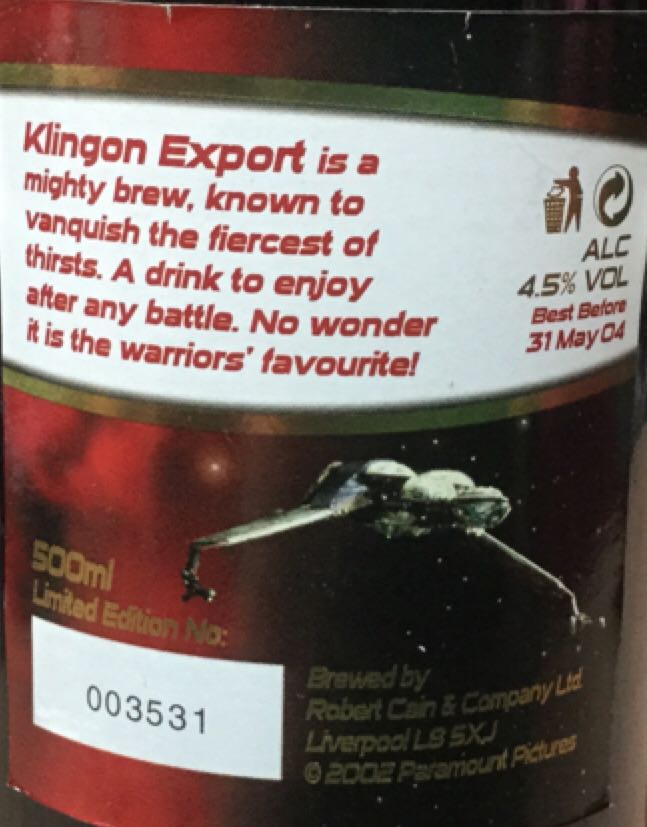 Klingon Export is a
mighty brew, known to
vanquish the fiercest of
thirsts. A drink to enjoy
after any battle. No wonder
it is the warriors' favourite!
ALC
4.5% VOL
Best Before
31 May 04
500ml
Limited Edition No:
003531
Brewed by
Robert Cain & Company Ltd.
Liverpool L8 5XJ
© 2002 Paramount Pictures